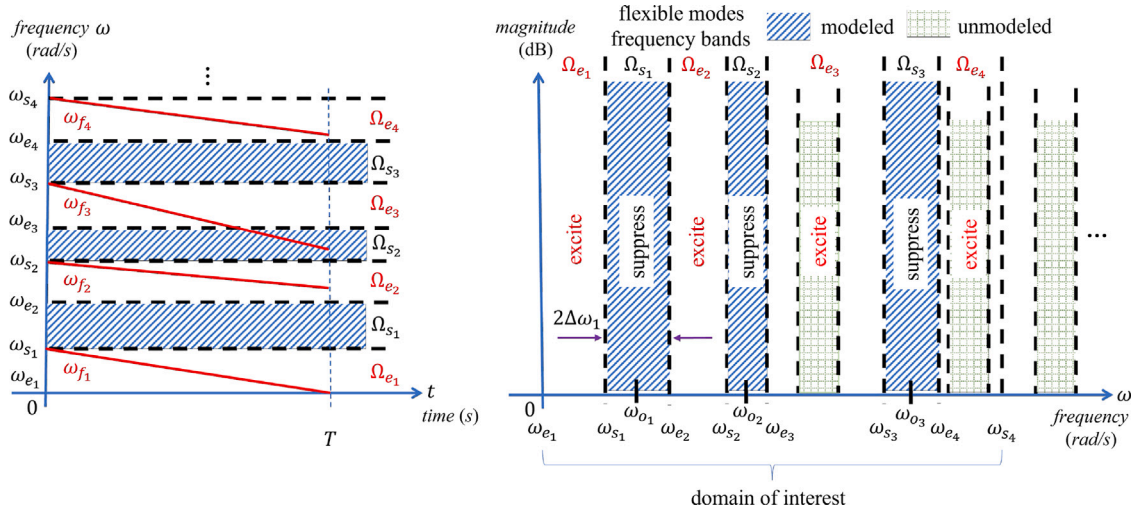 frequency ω
(rad/s)
⋮
ω_{s_4}
ω_{f_4}
Ω_{e_4}
ω_{e_4}
Ω_{s_3}
ω_{s_3}
ω_{f_3}
Ω_{e_3}
ω_{e_3}
Ω_{s_2}
ω_{s_2}
ω_{f_2}
Ω_{e_2}
ω_{e_2}
Ω_{s_1}
ω_{s_1}
ω_{f_1}
Ω_{e_1}
ω_{e_1}
0
t
time (s)
T
magnitude
(dB)
flexible modes
frequency bands
modeled
unmodeled
Ω_{e_1} Ω_{s_1} Ω_{e_2} Ω_{s_2} Ω_{e_3} Ω_{s_3} Ω_{e_4}
excite suppress excite suppress excite suppress excite
...
2Δω_1
0
ω_{o_1} ω_{o_2} ω_{o_3}
ω
ω_{e_1} ω_{s_1} ω_{e_2} ω_{s_2} ω_{e_3} ω_{s_3} ω_{e_4} ω_{s_4}
frequency
(rad/s)
domain of interest